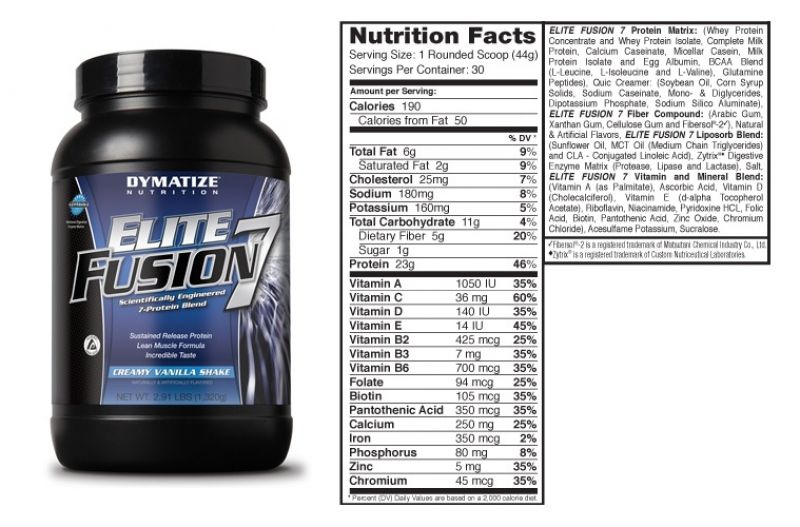 DYMATIZE®
NUTRITION
ELITE
FUSION 7
Scientifically Engineered
7-Protein Blend
Sustained Release Protein
Lean Muscle Formula
Incredible Taste
CREAMY VANILLA SHAKE
NATURALLY & ARTIFICIALLY FLAVORED
NET WT. 2.91 LBS (1,320g)
Nutrition Facts
Serving Size: 1 Rounded Scoop (44g)
Servings Per Container: 30
Amount per Serving:
Calories 190
Calories from Fat 50
% DV*
Total Fat 6g 9%
Saturated Fat 2g 9%
Cholesterol 25mg 7%
Sodium 180mg 8%
Potassium 160mg 5%
Total Carbohydrate 11g 4%
Dietary Fiber 5g 20%
Sugar 1g
Protein 23g 46%
Vitamin A 1050 IU 35%
Vitamin C 36 mg 60%
Vitamin D 140 IU 35%
Vitamin E 14 IU 45%
Vitamin B2 425 mcg 25%
Vitamin B3 7 mg 35%
Vitamin B6 700 mcg 35%
Folate 94 mcg 25%
Biotin 105 mcg 35%
Pantothenic Acid 350 mcg 35%
Calcium 250 mg 25%
Iron 350 mcg 2%
Phosphorus 80 mg 8%
Zinc 5 mg 35%
Chromium 45 mcg 35%
* Percent (DV) Daily Values are based on a 2,000 calorie diet.
ELITE FUSION 7 Protein Matrix: (Whey Protein
Concentrate and Whey Protein Isolate, Complete Milk
Protein, Calcium Caseinate, Micellar Casein, Milk
Protein Isolate and Egg Albumin, BCAA Blend
(L-Leucine, L-Isoleucine and L-Valine), Glutamine
Peptides), Quic Creamer: (Soybean Oil, Corn Syrup
Solids, Sodium Caseinate, Mono- & Diglycerides,
Dipotassium Phosphate, Sodium Silico Aluminate),
ELITE FUSION 7 Fiber Compound: (Arabic Gum,
Xanthan Gum, Cellulose Gum and Fibersol®-2✓), Natural
& Artificial Flavors, ELITE FUSION 7 Liposorb Blend:
(Sunflower Oil, MCT Oil (Medium Chain Triglycerides)
and CLA - Conjugated Linoleic Acid), Zytrix®♦ Digestive
Enzyme Matrix (Protease, Lipase and Lactase), Salt,
ELITE FUSION 7 Vitamin and Mineral Blend:
(Vitamin A (as Palmitate), Ascorbic Acid, Vitamin D
(Cholecalciferol), Vitamin E (d-alpha Tocopherol
Acetate), Riboflavin, Niacinamide, Pyridoxine HCL, Folic
Acid, Biotin, Pantothenic Acid, Zinc Oxide, Chromium
Chloride), Acesulfame Potassium, Sucralose.
✓Fibersol®-2 is a registered trademark of Matsutani Chemical Industry Co., Ltd.
♦Zytrix® is a registered trademark of Custom Nutriceutical Laboratories.